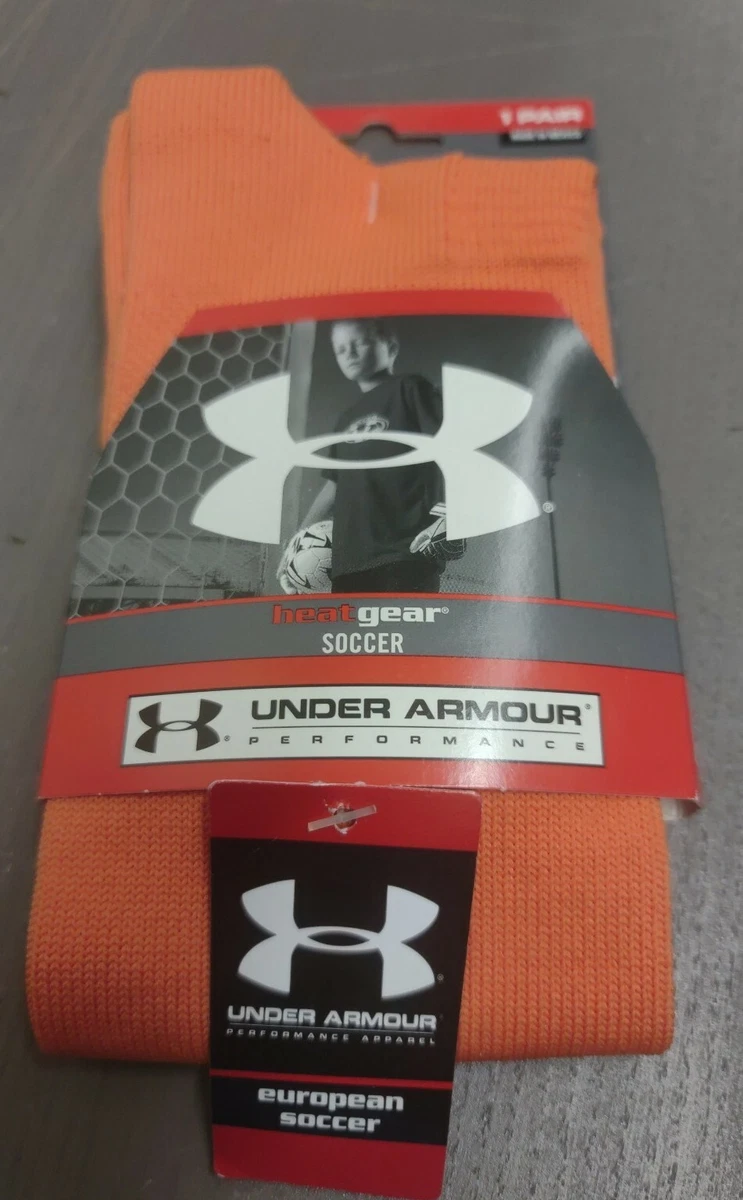 1 PAIR
heatgear®
SOCCER
UNDER ARMOUR®
PERFORMANCE
UNDER ARMOUR
PERFORMANCE APPAREL
european
soccer